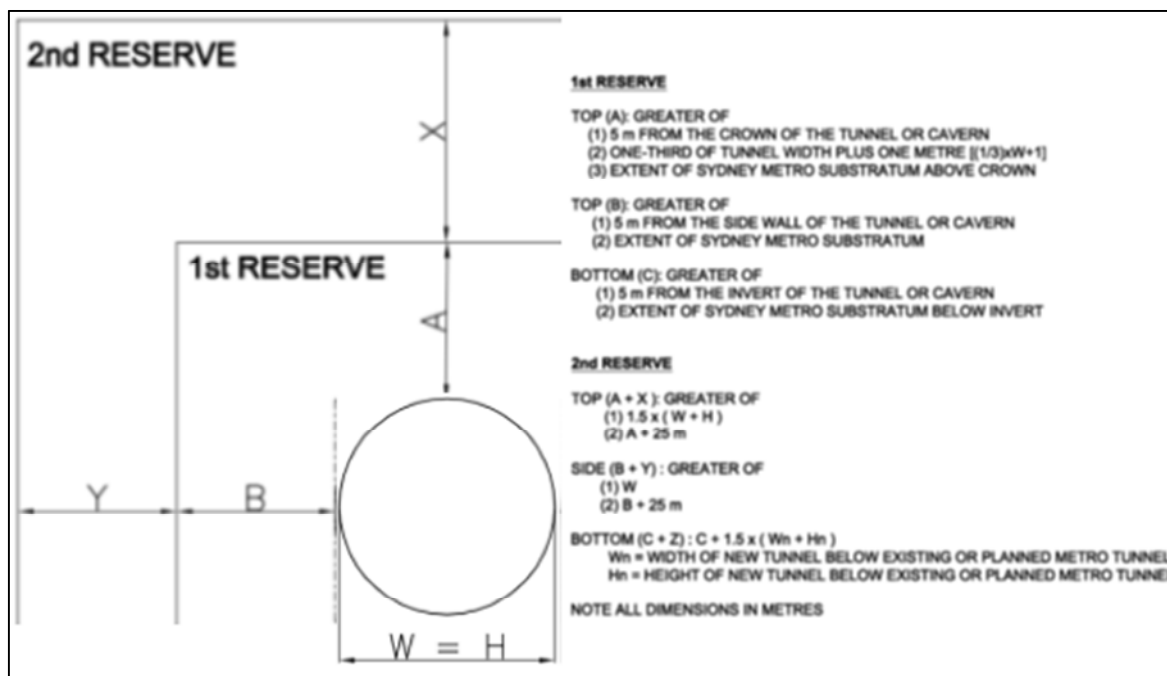 2nd RESERVE
X
1st RESERVE
A
Y
B
W = H
1st RESERVE
TOP (A): GREATER OF
(1) 5 m FROM THE CROWN OF THE TUNNEL OR CAVERN
(2) ONE-THIRD OF TUNNEL WIDTH PLUS ONE METRE [(1/3)xW+1]
(3) EXTENT OF SYDNEY METRO SUBSTRATUM ABOVE CROWN
TOP (B): GREATER OF
(1) 5 m FROM THE SIDE WALL OF THE TUNNEL OR CAVERN
(2) EXTENT OF SYDNEY METRO SUBSTRATUM
BOTTOM (C): GREATER OF
(1) 5 m FROM THE INVERT OF THE TUNNEL OR CAVERN
(2) EXTENT OF SYDNEY METRO SUBSTRATUM BELOW INVERT
2nd RESERVE
TOP (A + X ): GREATER OF
(1) 1.5 x ( W + H )
(2) A + 25 m
SIDE (B + Y) : GREATER OF
(1) W
(2) B + 25 m
BOTTOM (C + Z) : C + 1.5 x ( Wn + Hn )
Wn = WIDTH OF NEW TUNNEL BELOW EXISTING OR PLANNED METRO TUNNEL
Hn = HEIGHT OF NEW TUNNEL BELOW EXISTING OR PLANNED METRO TUNNE
NOTE ALL DIMENSIONS IN METRES